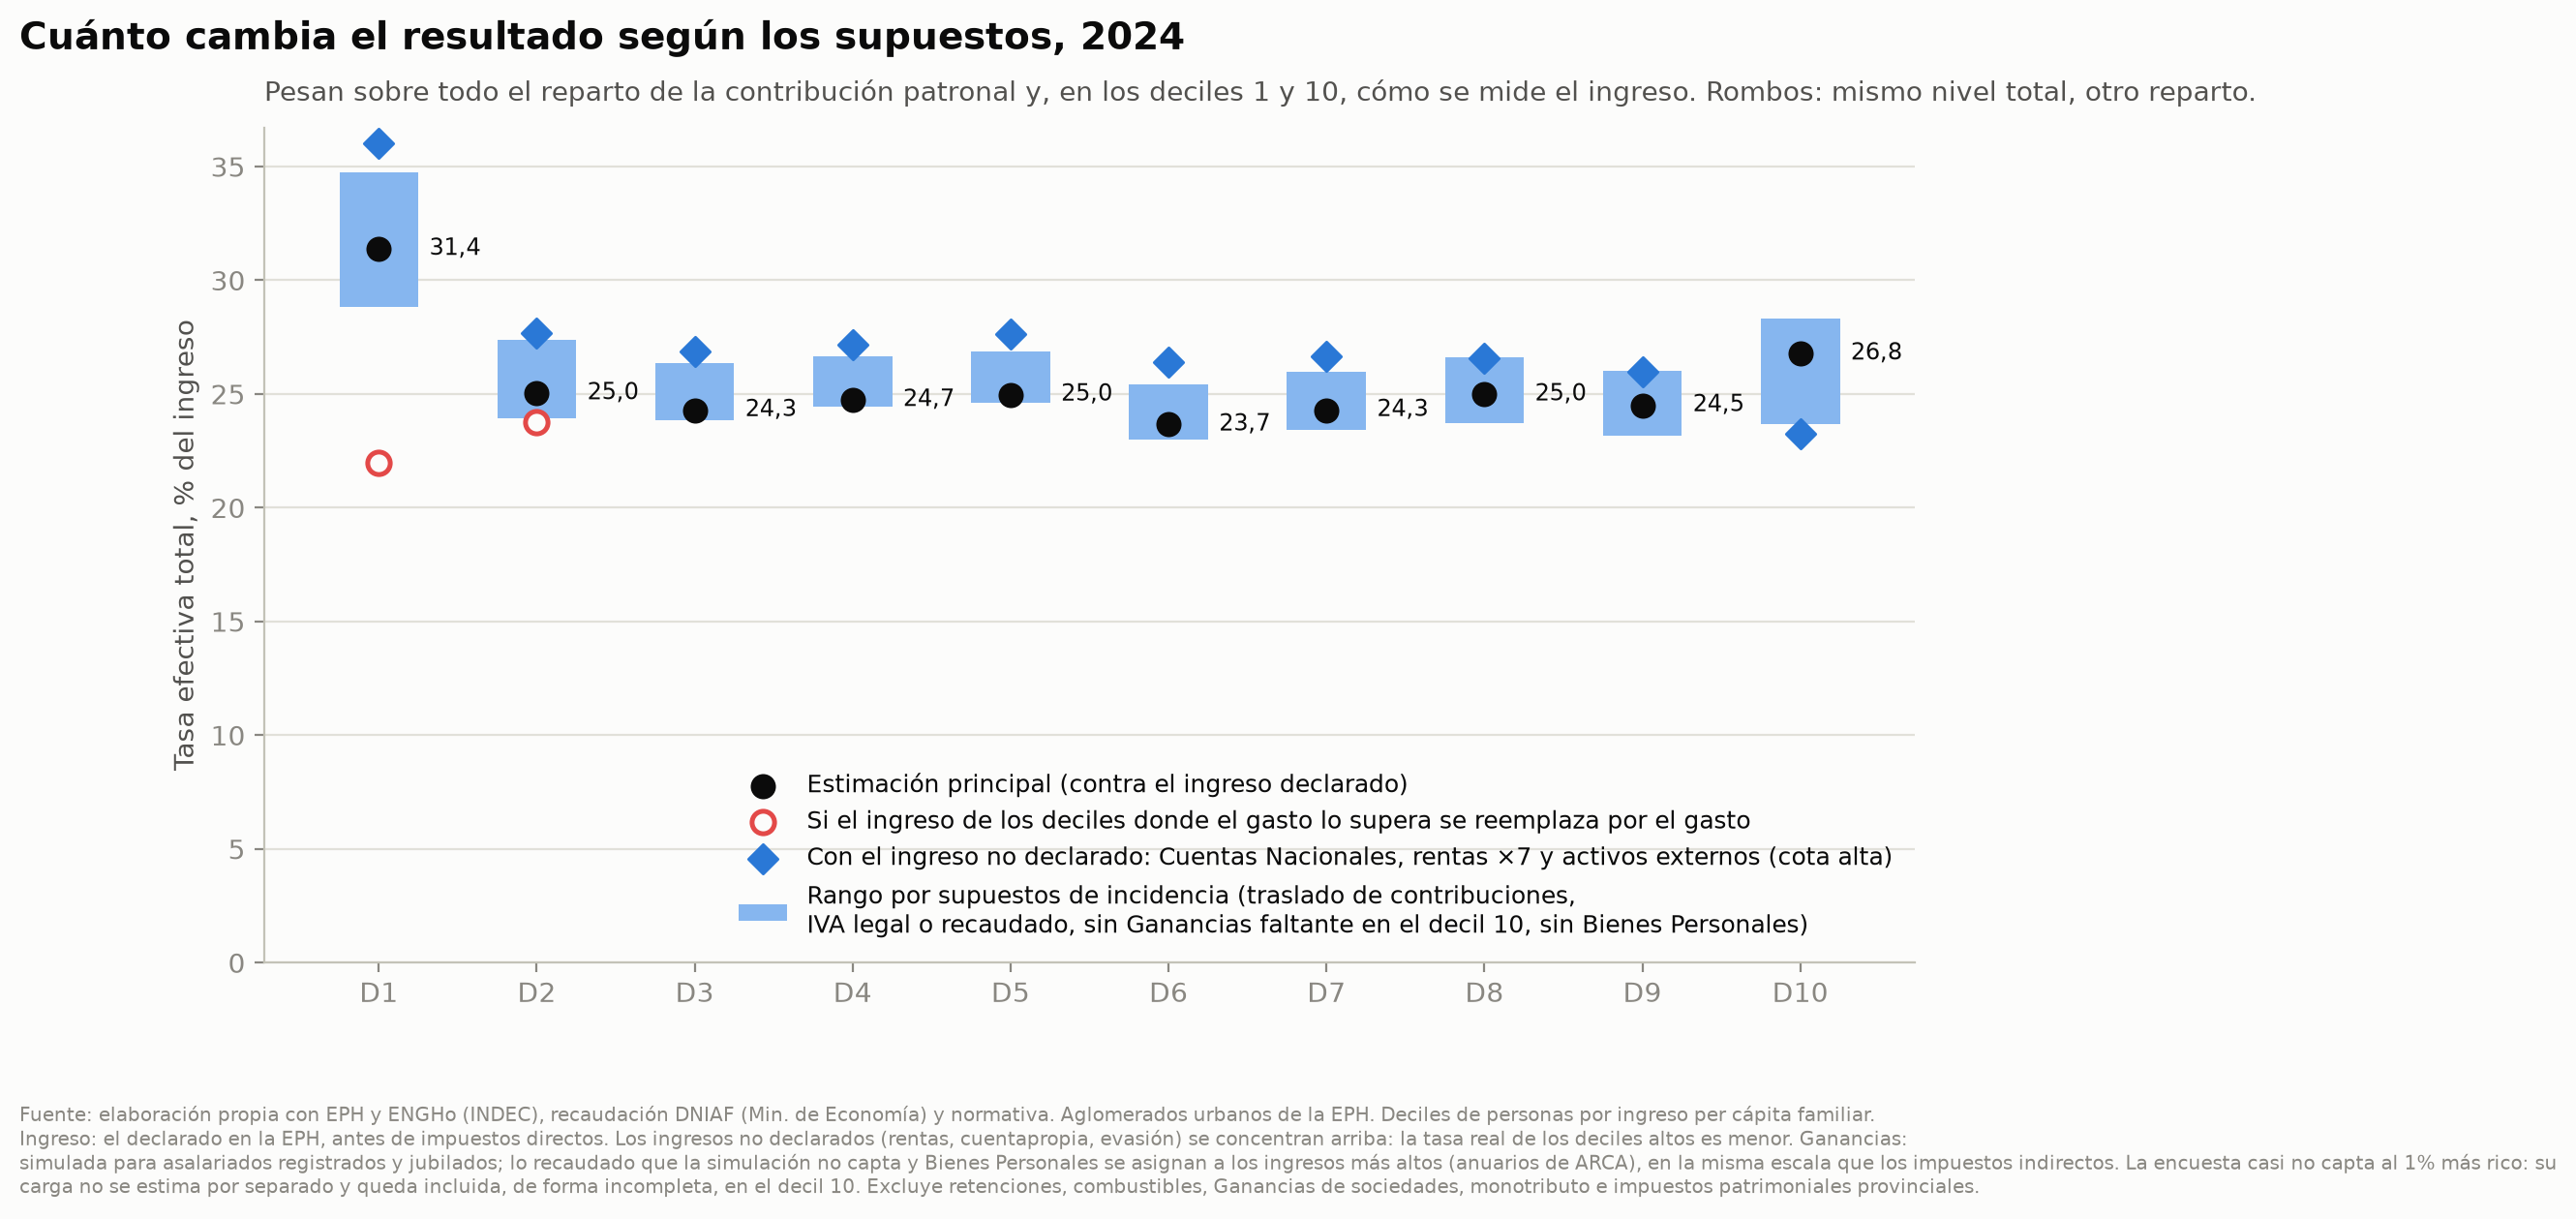 Cuánto cambia el resultado según los supuestos, 2024
Pesan sobre todo el reparto de la contribución patronal y, en los deciles 1 y 10, cómo se mide el ingreso. Rombos: mismo nivel total, otro reparto.
Tasa efectiva total, % del ingreso
35
30
25
20
15
10
5
0
31,4
25,0
24,3
24,7
25,0
23,7
24,3
25,0
24,5
26,8
Estimación principal (contra el ingreso declarado)
Si el ingreso de los deciles donde el gasto lo supera se reemplaza por el gasto
Con el ingreso no declarado: Cuentas Nacionales, rentas ×7 y activos externos (cota alta)
Rango por supuestos de incidencia (traslado de contribuciones,
IVA legal o recaudado, sin Ganancias faltante en el decil 10, sin Bienes Personales)
D1 D2 D3 D4 D5 D6 D7 D8 D9 D10
Fuente: elaboración propia con EPH y ENGHo (INDEC), recaudación DNIAF (Min. de Economía) y normativa. Aglomerados urbanos de la EPH. Deciles de personas por ingreso per cápita familiar.
Ingreso: el declarado en la EPH, antes de impuestos directos. Los ingresos no declarados (rentas, cuentapropia, evasión) se concentran arriba: la tasa real de los deciles altos es menor. Ganancias:
simulada para asalariados registrados y jubilados; lo recaudado que la simulación no capta y Bienes Personales se asignan a los ingresos más altos (anuarios de ARCA), en la misma escala que los impuestos indirectos. La encuesta casi no capta al 1% más rico: su
carga no se estima por separado y queda incluida, de forma incompleta, en el decil 10. Excluye retenciones, combustibles, Ganancias de sociedades, monotributo e impuestos patrimoniales provinciales.